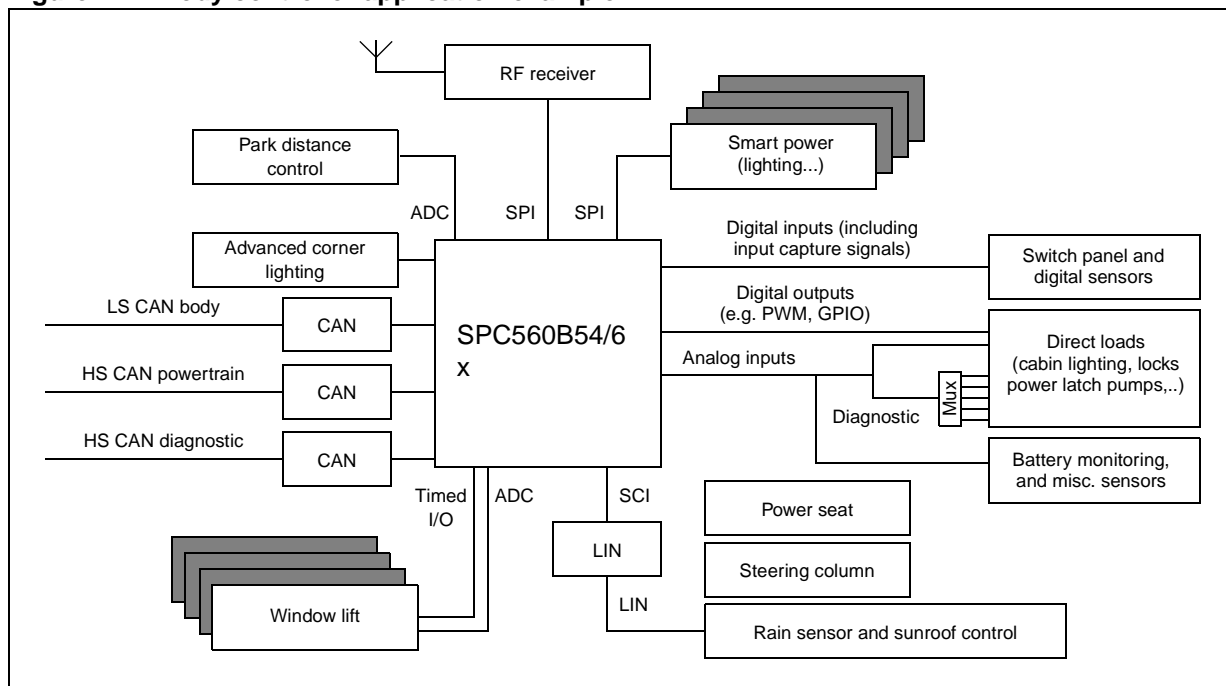 RF receiver
Park distance
control
Smart power
(lighting...)
ADC
SPI
SPI
Digital inputs (including
input capture signals)
Switch panel and
digital sensors
Advanced corner
lighting
LS CAN body
CAN
SPC560B54/6
x
Digital outputs
(e.g. PWM, GPIO)
Direct loads
(cabin lighting, locks
power latch pumps,..)
Analog inputs
Mux
Diagnostic
HS CAN powertrain
CAN
HS CAN diagnostic
CAN
Battery monitoring,
and misc. sensors
Timed
I/O
ADC
SCI
Power seat
LIN
Steering column
LIN
Window lift
Rain sensor and sunroof control